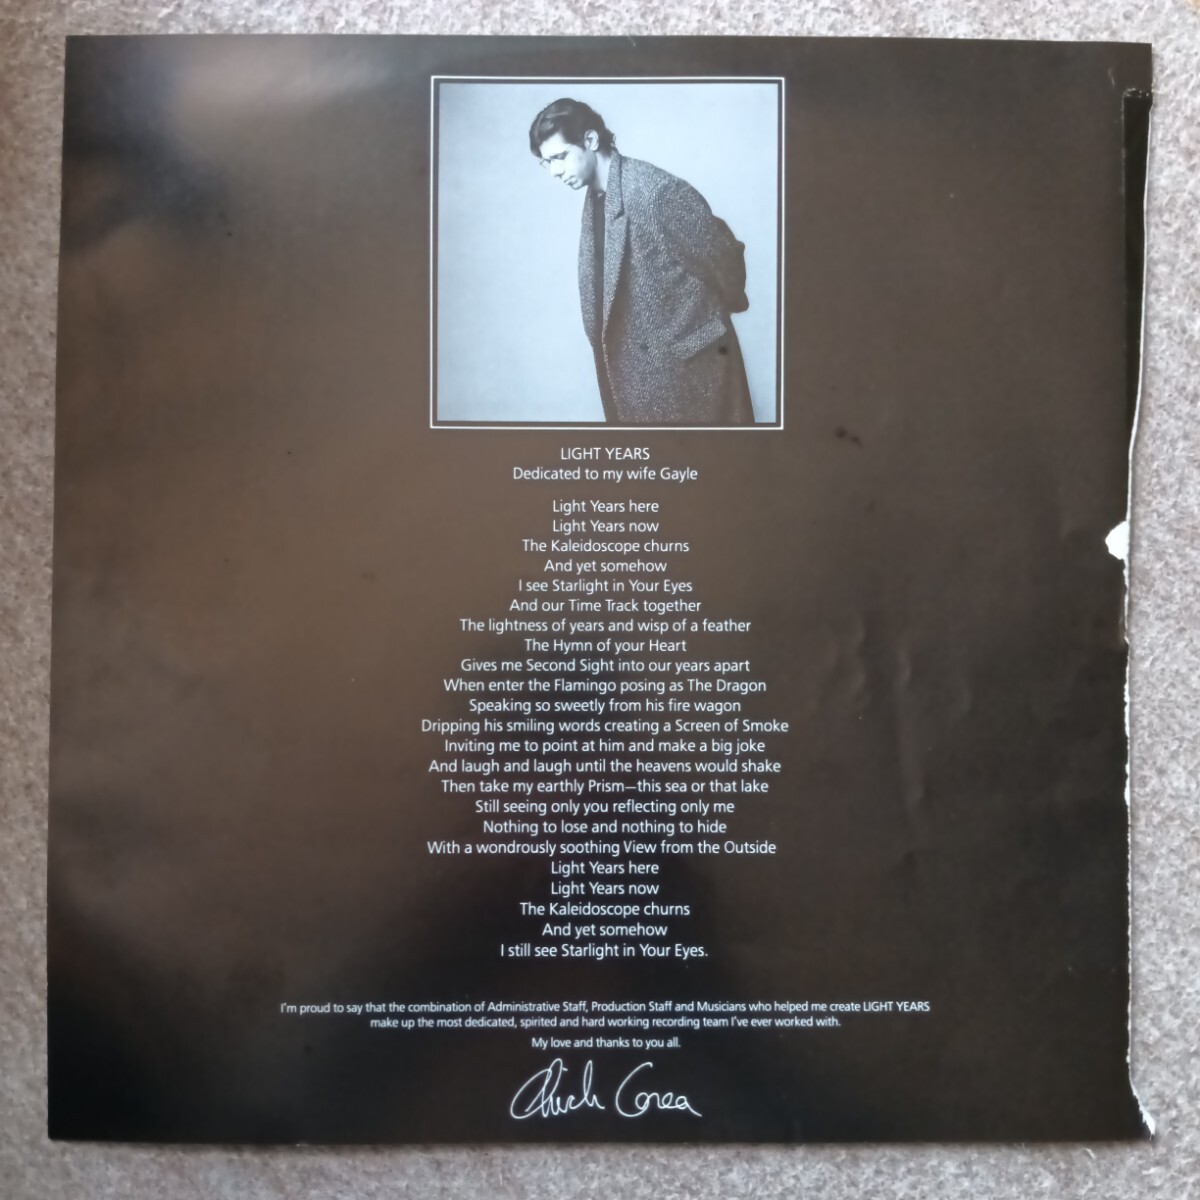 LIGHT YEARS
Dedicated to my wife Gayle
Light Years here
Light Years now
The Kaleidoscope churns
And yet somehow
I see Starlight in Your Eyes
And our Time Track together
The lightness of years and wisp of a feather
The Hymn of your Heart
Gives me Second Sight into our years apart
When enter the Flamingo posing as The Dragon
Speaking so sweetly from his fire wagon
Dripping his smiling words creating a Screen of Smoke
Inviting me to point at him and make a big joke
And laugh and laugh until the heavens would shake
Then take my earthly Prism—this sea or that lake
Still seeing only you reflecting only me
Nothing to lose and nothing to hide
With a wondrously soothing View from the Outside
Light Years here
Light Years now
The Kaleidoscope churns
And yet somehow
I still see Starlight in Your Eyes.
I'm proud to say that the combination of Administrative Staff, Production Staff and Musicians who helped me create LIGHT YEARS
make up the most dedicated, spirited and hard working recording team I've ever worked with.
My love and thanks to you all.
Chick Corea